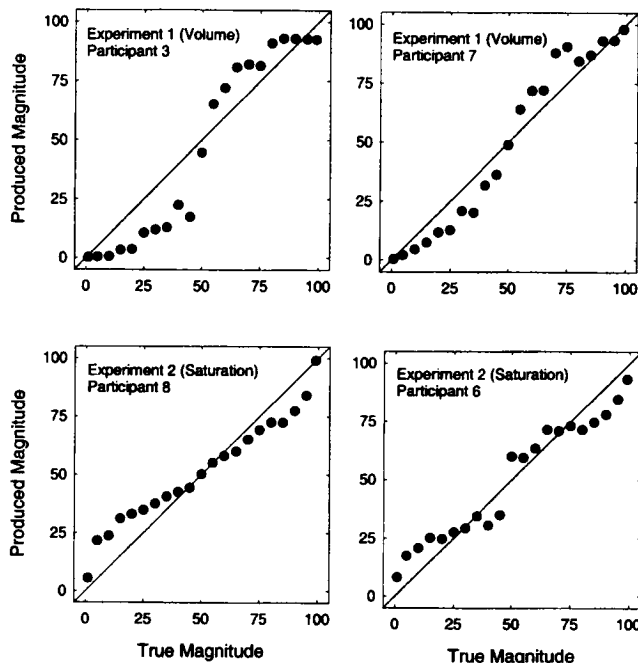 Experiment 1 (Volume)
Participant 3
Produced Magnitude
100
75
50
25
0
0 25 50 75 100
Experiment 1 (Volume)
Participant 7
100
75
50
25
0
0 25 50 75 100
Experiment 2 (Saturation)
Participant 8
Produced Magnitude
100
75
50
25
0
0 25 50 75 100
True Magnitude
Experiment 2 (Saturation)
Participant 6
100
75
50
25
0
0 25 50 75 100
True Magnitude